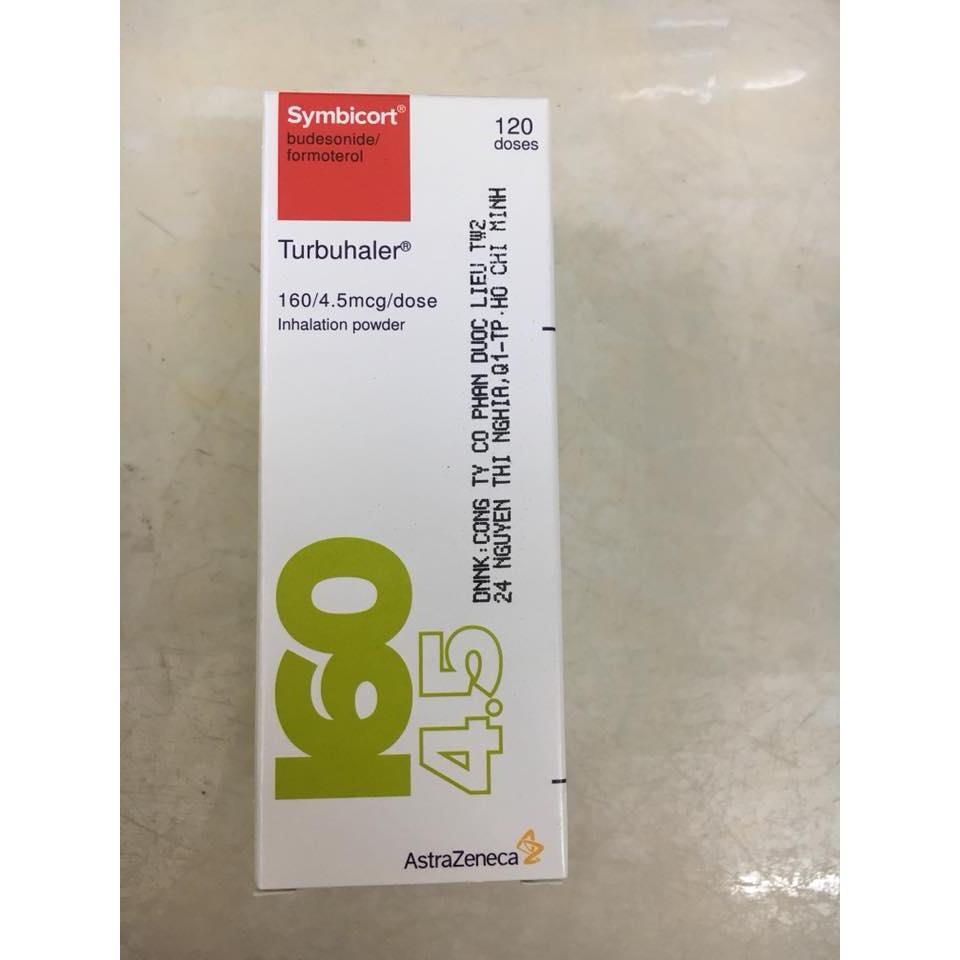 Symbicort®
budesonide/
formoterol
120
doses
Turbuhaler®
160/4.5mcg/dose
Inhalation powder
DNNK:CONG TY CO PHAN DUOC LIEU TW2
24 NGUYEN THI NGHIA,Q1-TP.HO CHI MINH
160
4.5
AstraZeneca